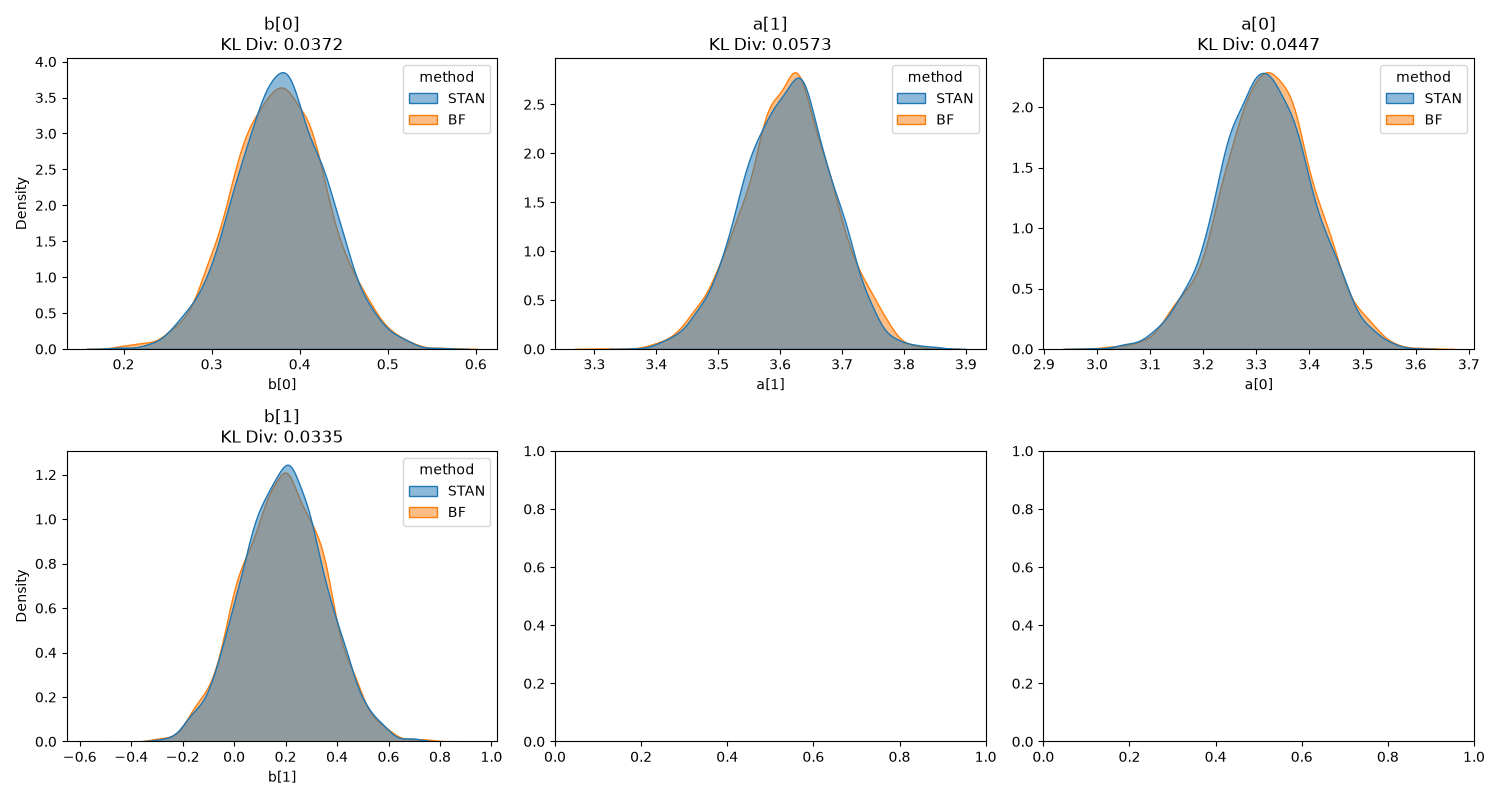 b[0]
KL Div: 0.0372
a[1]
KL Div: 0.0573
a[0]
KL Div: 0.0447
4.0
3.5
3.0
2.5
2.0
1.5
1.0
0.5
0.0
Density
method
STAN
BF
0.2 0.3 0.4 0.5 0.6
b[0]
2.5
2.0
1.5
1.0
0.5
0.0
method
STAN
BF
3.3 3.4 3.5 3.6 3.7 3.8 3.9
a[1]
2.0
1.5
1.0
0.5
0.0
method
STAN
BF
2.9 3.0 3.1 3.2 3.3 3.4 3.5 3.6 3.7
a[0]
b[1]
KL Div: 0.0335
1.2
1.0
0.8
0.6
0.4
0.2
0.0
Density
method
STAN
BF
−0.6 −0.4 −0.2 0.0 0.2 0.4 0.6 0.8 1.0
b[1]
1.0
0.8
0.6
0.4
0.2
0.0
0.0 0.2 0.4 0.6 0.8 1.0
1.0
0.8
0.6
0.4
0.2
0.0
0.0 0.2 0.4 0.6 0.8 1.0